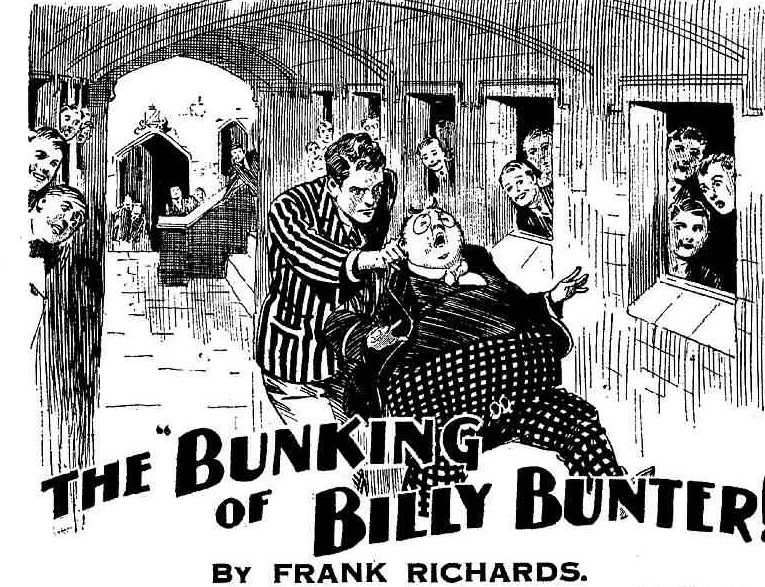 THE "BUNKING
OF BILLY BUNTER!
BY FRANK RICHARDS.